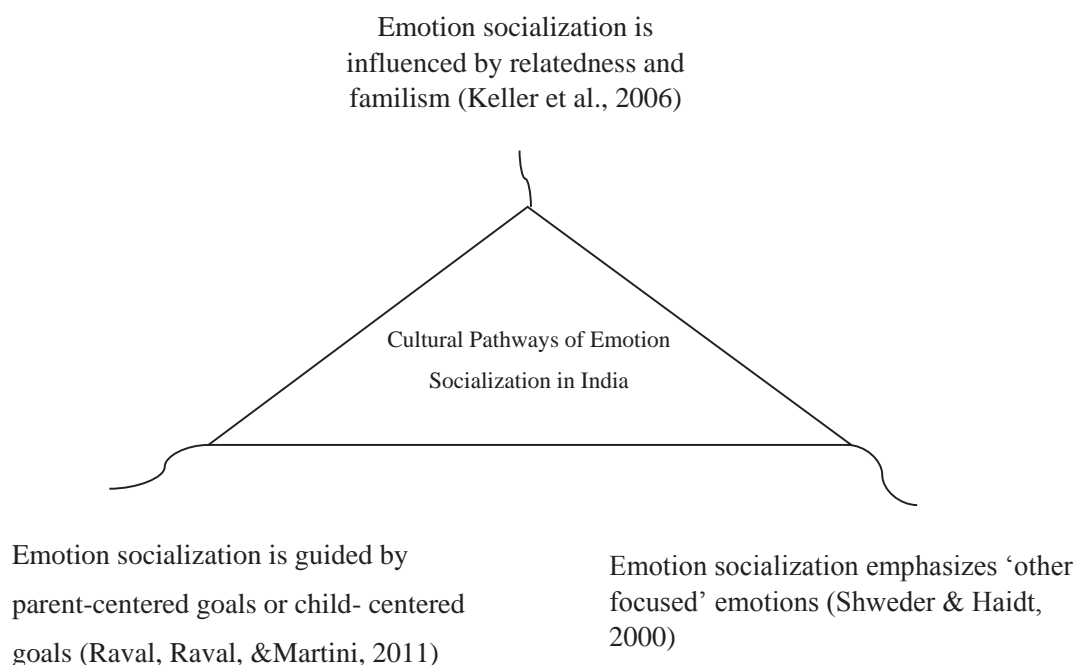 Emotion socialization is
influenced by relatedness and
familism (Keller et al., 2006)
Cultural Pathways of Emotion
Socialization in India
Emotion socialization is guided by
parent-centered goals or child- centered
goals (Raval, Raval, &Martini, 2011)
Emotion socialization emphasizes ‘other
focused’ emotions (Shweder & Haidt,
2000)